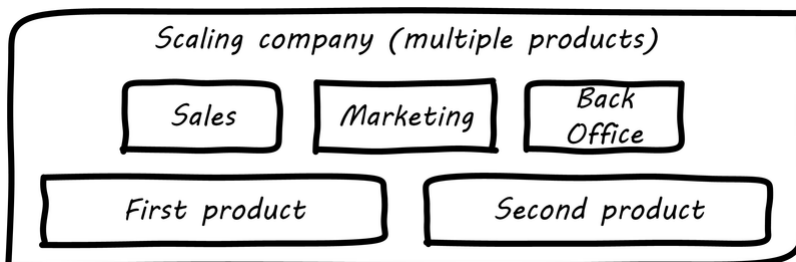 Scaling company (multiple products)
Sales
Marketing
Back
Office
First product
Second product